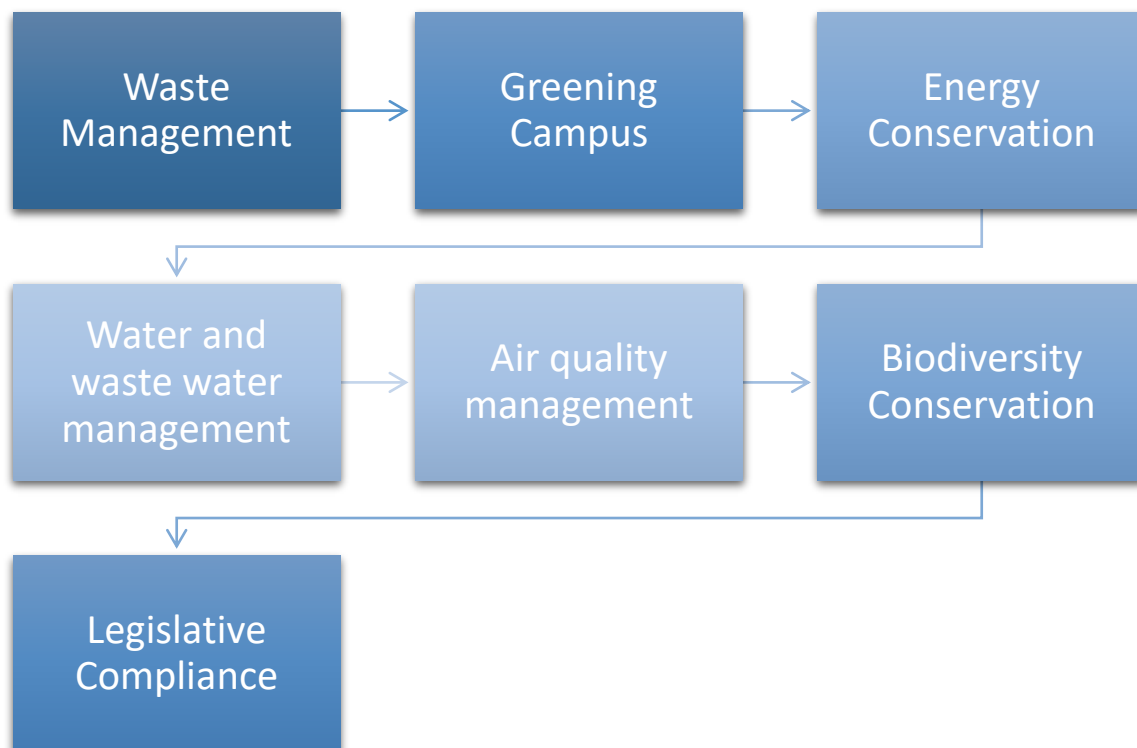 Waste
Management
Greening
Campus
Energy
Conservation
Water and
waste water
management
Air quality
management
Biodiversity
Conservation
Legislative
Compliance